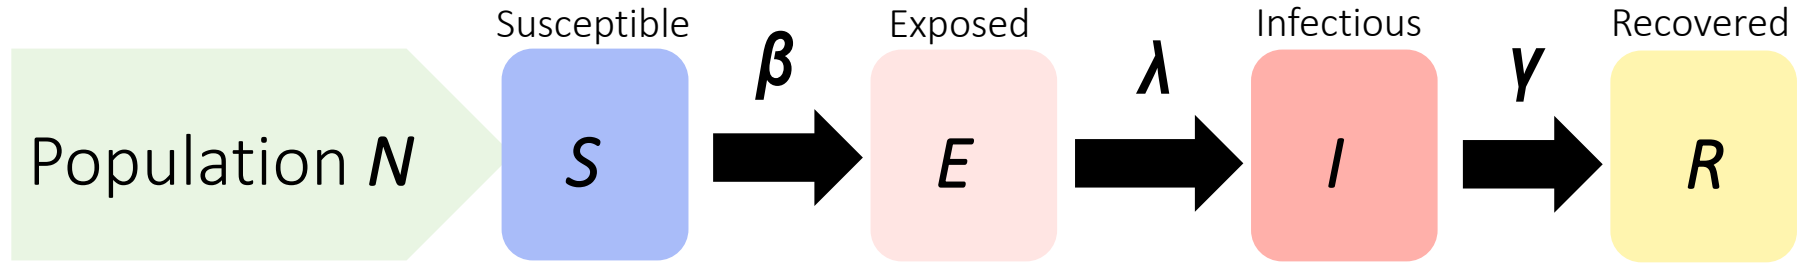 Susceptible
Exposed
Infectious
Recovered
β
λ
γ
Population N
S
E
I
R